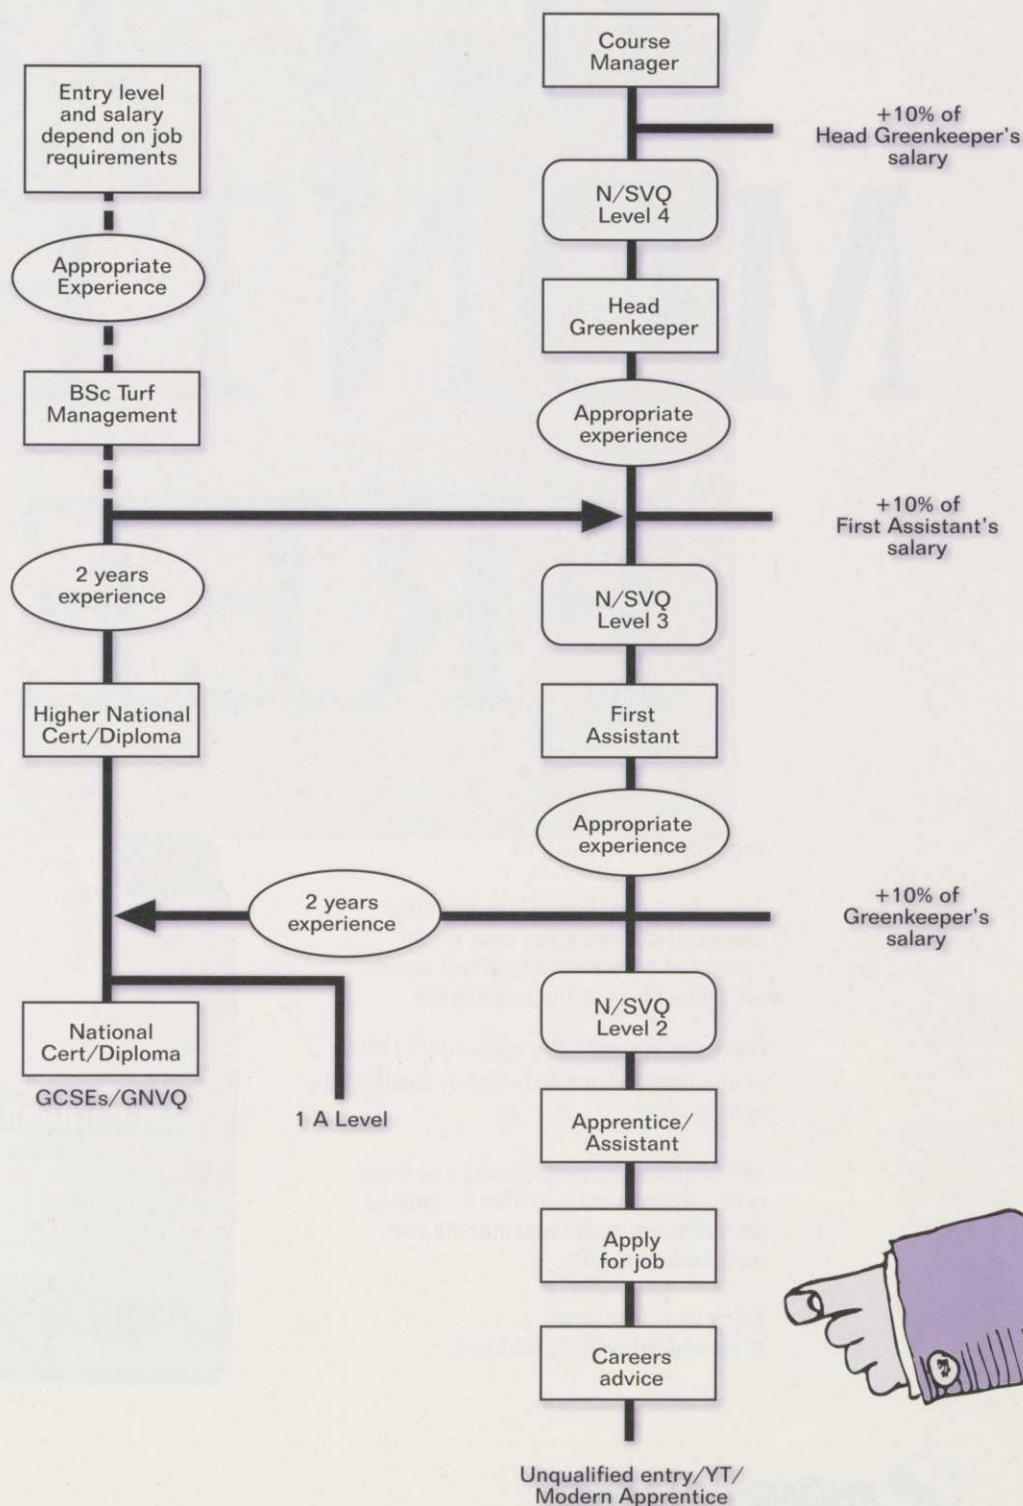 Course
Manager
Entry level
and salary
depend on job
requirements
+10% of
Head Greenkeeper's
salary
N/SVQ
Level 4
Appropriate
Experience
Head
Greenkeeper
BSc Turf
Management
Appropriate
experience
+10% of
First Assistant's
salary
2 years
experience
N/SVQ
Level 3
Higher National
Cert/Diploma
First
Assistant
Appropriate
experience
2 years
experience
+10% of
Greenkeeper's
salary
N/SVQ
Level 2
National
Cert/Diploma
GCSEs/GNVQ
1 A Level
Apprentice/
Assistant
Apply
for job
Careers
advice
Unqualified entry/YT/
Modern Apprentice